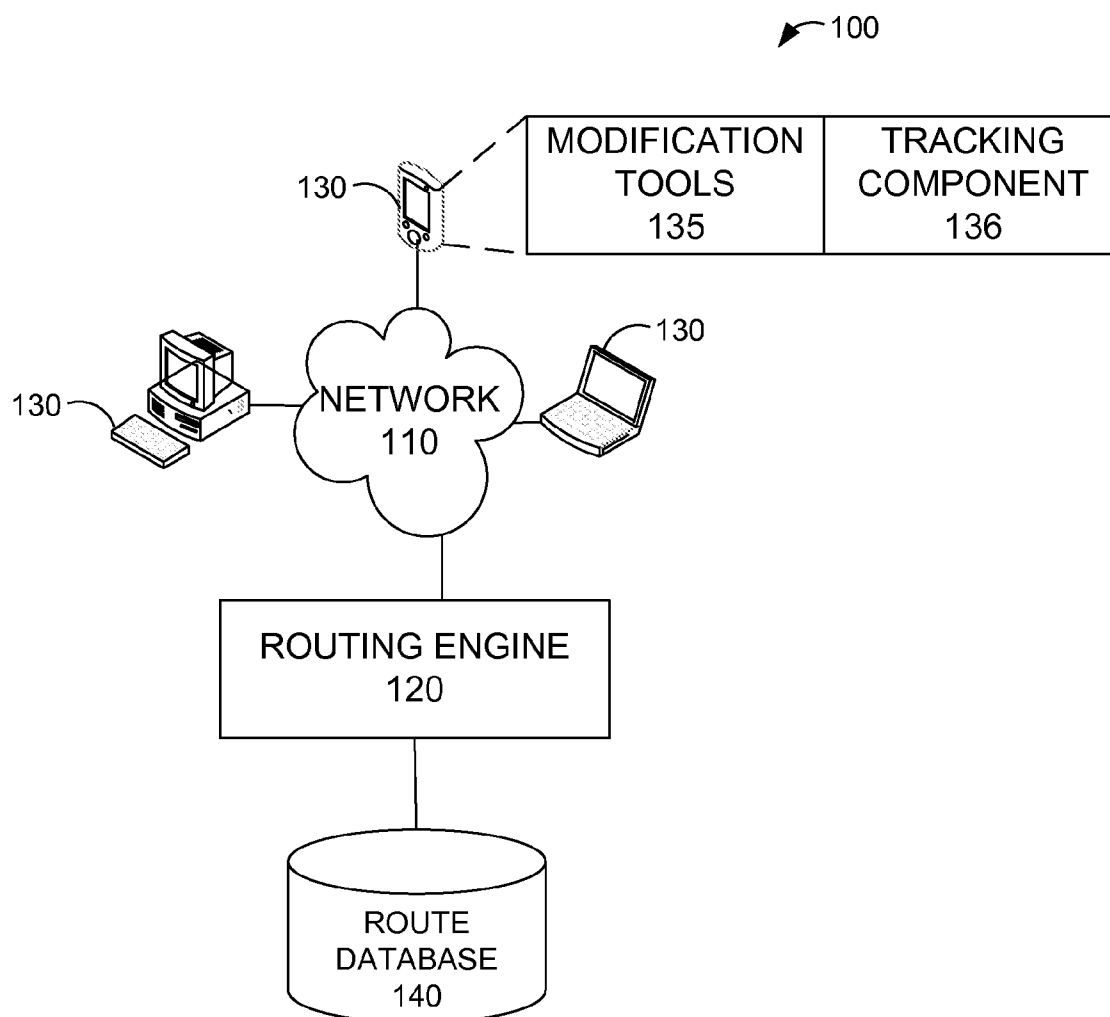 100
MODIFICATION
TOOLS
135
TRACKING
COMPONENT
136
130
130
130
NETWORK
110
ROUTING ENGINE
120
ROUTE
DATABASE
140